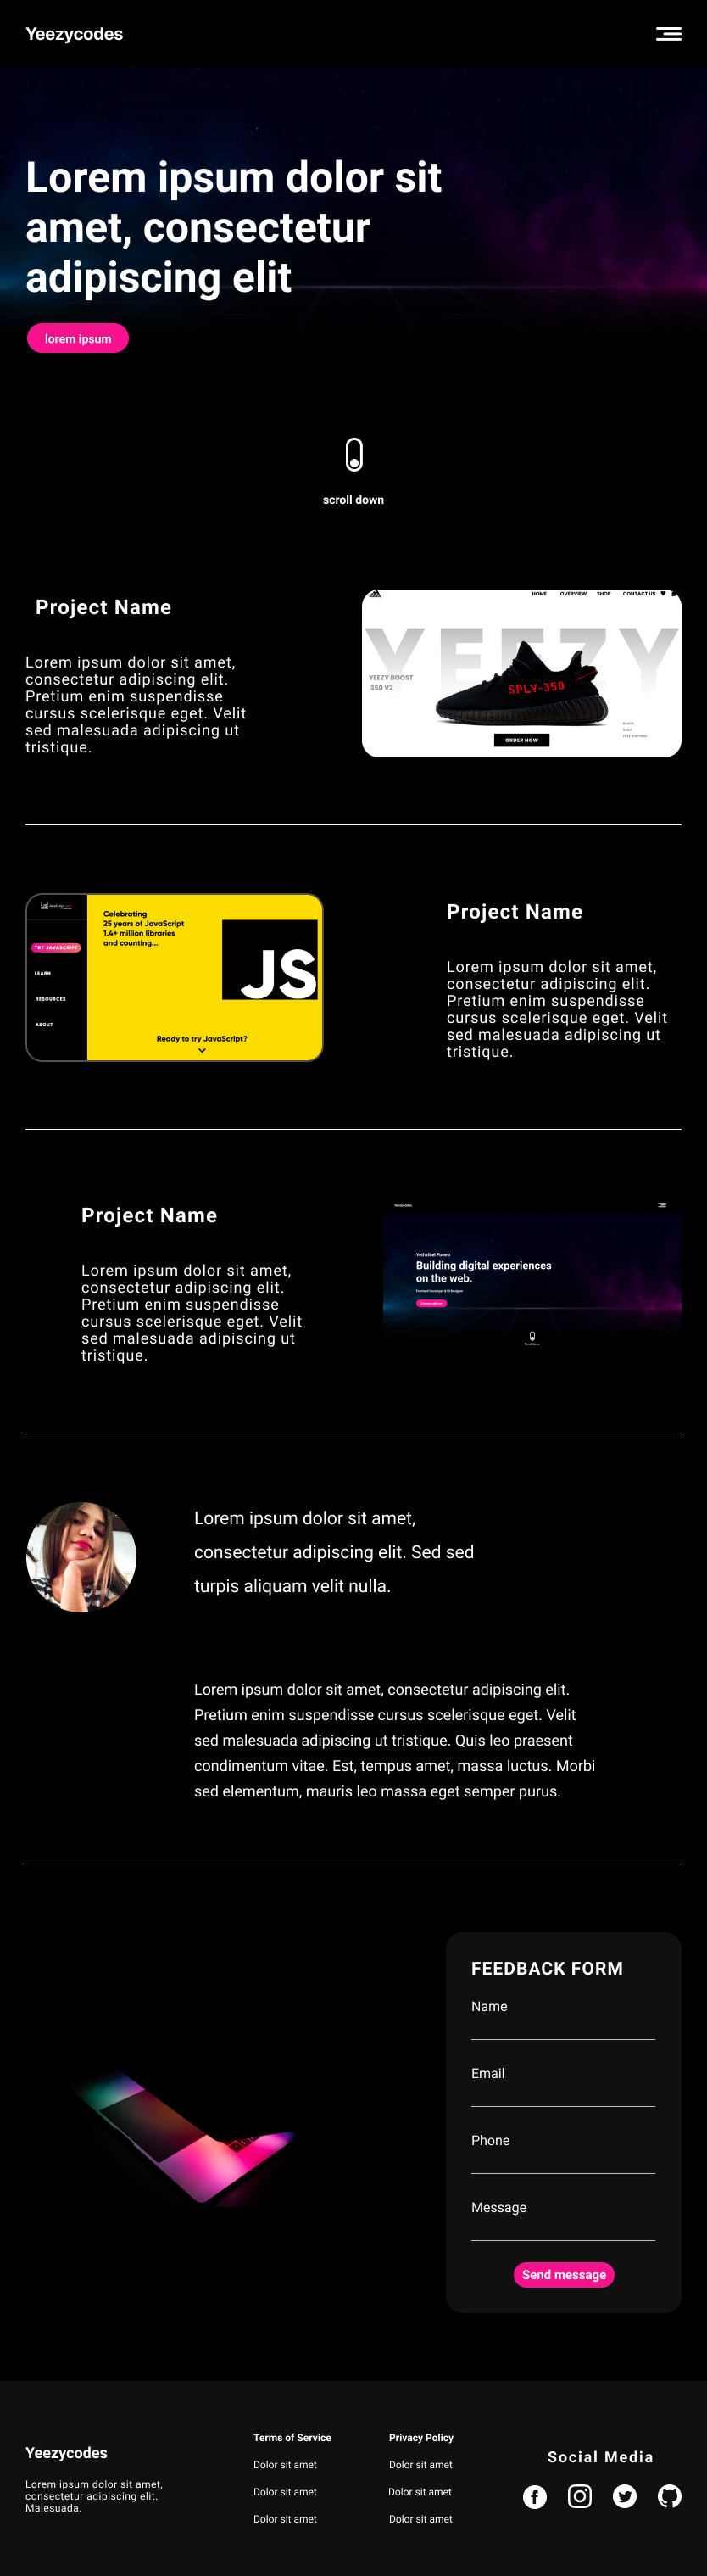 Yeezycodes
Lorem ipsum dolor sit
amet, consectetur
adipiscing elit
lorem ipsum
scroll down
Project Name
Lorem ipsum dolor sit amet,
consectetur adipiscing elit.
Pretium enim suspendisse
cursus scelerisque eget. Velit
sed malesuada adipiscing ut
tristique.
HOME OVERVIEW SHOP CONTACT US
YEEZY
YEEZY BOOST
350 V2
SPLY-350
BLACK
FREE SHIPPING
ORDER NOW
JavaScript
TRY JAVASCRIPT
LEARN
RESOURCES
ABOUT
Celebrating
25 years of JavaScript
1.4+ million libraries
and counting...
JS
Ready to try JavaScript?
Project Name
Lorem ipsum dolor sit amet,
consectetur adipiscing elit.
Pretium enim suspendisse
cursus scelerisque eget. Velit
sed malesuada adipiscing ut
tristique.
Project Name
Lorem ipsum dolor sit amet,
consectetur adipiscing elit.
Pretium enim suspendisse
cursus scelerisque eget. Velit
sed malesuada adipiscing ut
tristique.
Yeezycodes
Building digital experiences
on the web.
Frontend Developer & UI Designer
Scroll down
Lorem ipsum dolor sit amet,
consectetur adipiscing elit. Sed sed
turpis aliquam velit nulla.
Lorem ipsum dolor sit amet, consectetur adipiscing elit.
Pretium enim suspendisse cursus scelerisque eget. Velit
sed malesuada adipiscing ut tristique. Quis leo praesent
condimentum vitae. Est, tempus amet, massa luctus. Morbi
sed elementum, mauris leo massa eget semper purus.
FEEDBACK FORM
Name
Email
Phone
Message
Send message
Yeezycodes
Lorem ipsum dolor sit amet,
consectetur adipiscing elit.
Malesuada.
Terms of Service
Dolor sit amet
Dolor sit amet
Dolor sit amet
Privacy Policy
Dolor sit amet
Dolor sit amet
Dolor sit amet
Social Media